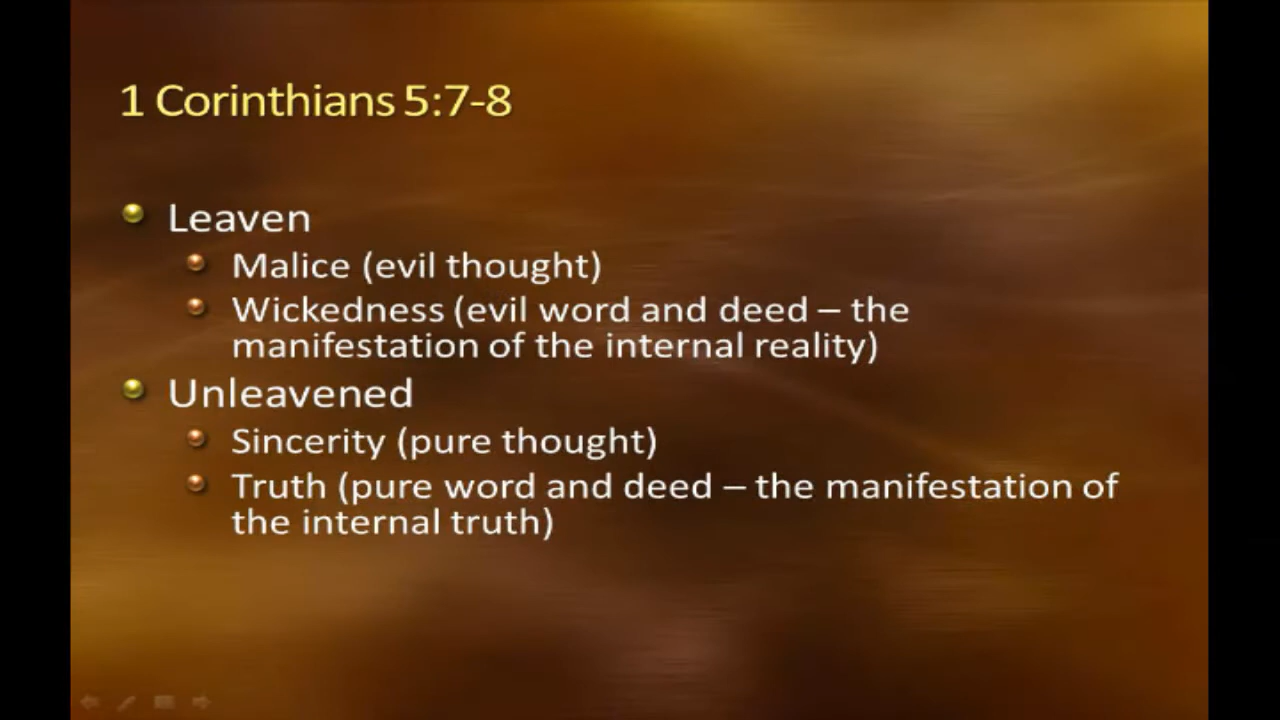 1 Corinthians 5:7-8
Leaven
Malice (evil thought)
Wickedness (evil word and deed – the
manifestation of the internal reality)
Unleavened
Sincerity (pure thought)
Truth (pure word and deed – the manifestation of
the internal truth)